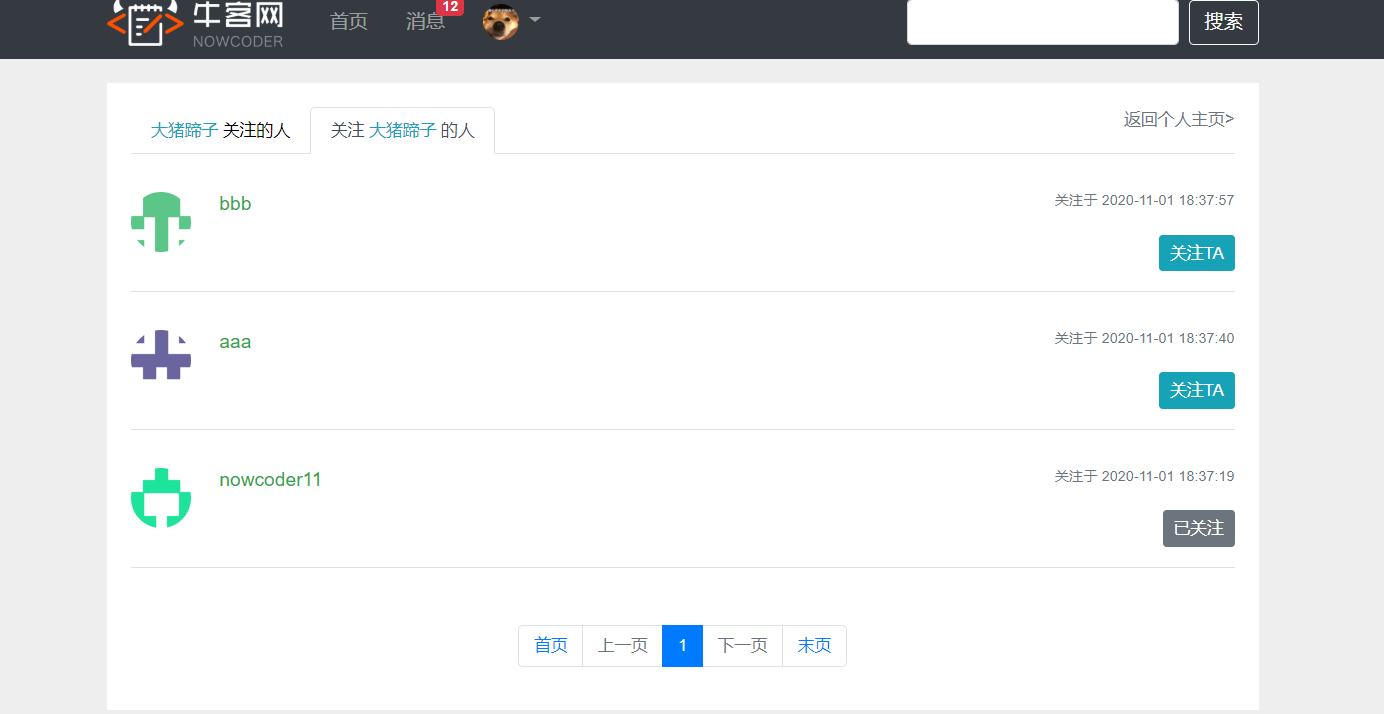 牛客网
NOWCODER
首页 消息 12 搜索
大猪蹄子 关注的人 关注 大猪蹄子 的人 返回个人主页>
bbb 关注于 2020-11-01 18:37:57
关注TA
aaa 关注于 2020-11-01 18:37:40
关注TA
nowcoder11 关注于 2020-11-01 18:37:19
已关注
首页 上一页 1 下一页 末页